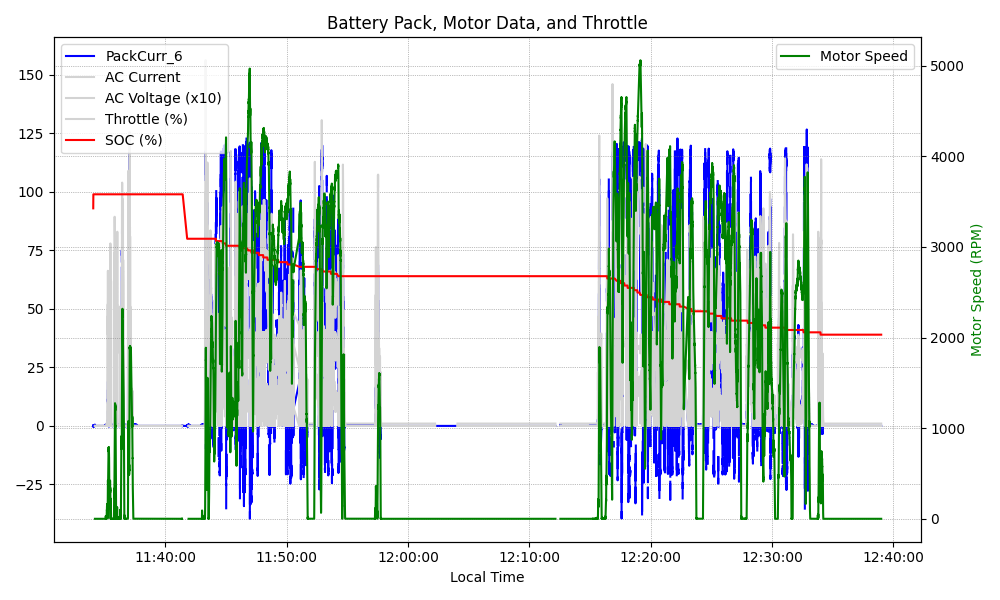 Battery Pack, Motor Data, and Throttle
PackCurr_6
AC Current
AC Voltage (x10)
Throttle (%)
SOC (%)
Motor Speed
150
125
100
75
50
25
0
−25
5000
4000
3000
2000
1000
0
Motor Speed (RPM)
11:40:00 11:50:00 12:00:00 12:10:00 12:20:00 12:30:00 12:40:00
Local Time